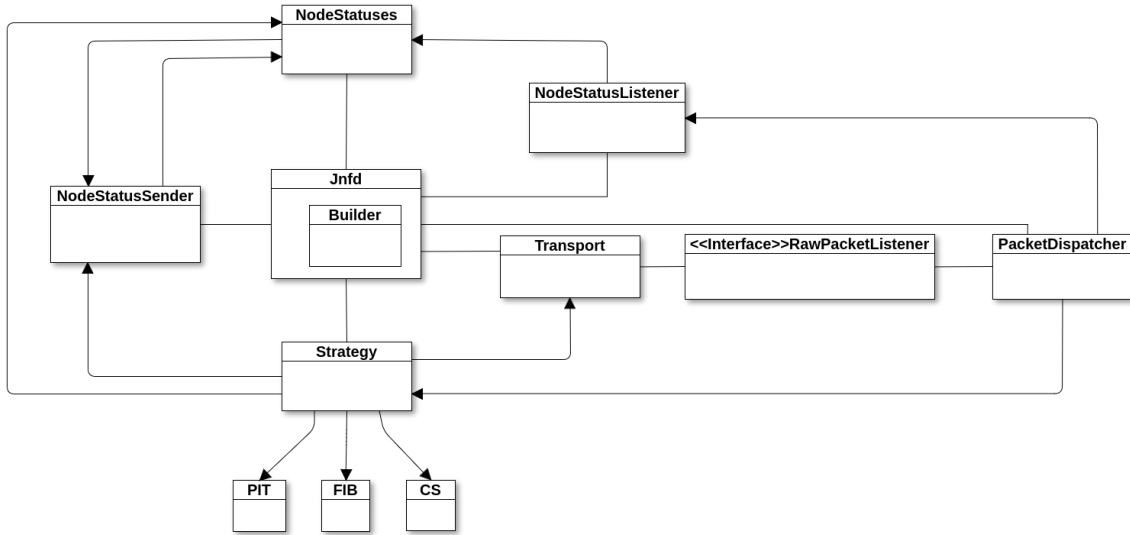 NodeStatuses
NodeStatusListener
Jnfd
NodeStatusSender
Builder
Transport
<<Interface>>RawPacketListener
PacketDispatcher
Strategy
PIT
FIB
CS